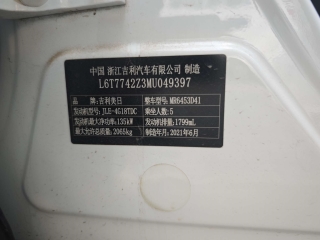 中国 浙江吉利汽车有限公司 制造
L6T7742Z3MU049397
品牌:吉利美日 整车型号:MR6453D41
发动机型号:JLE-4G18TDC 乘坐人数:5
发动机最大净功率:135kW 发动机排量:1799mL
最大允许总质量:2065kg 制造年月:2021年6月